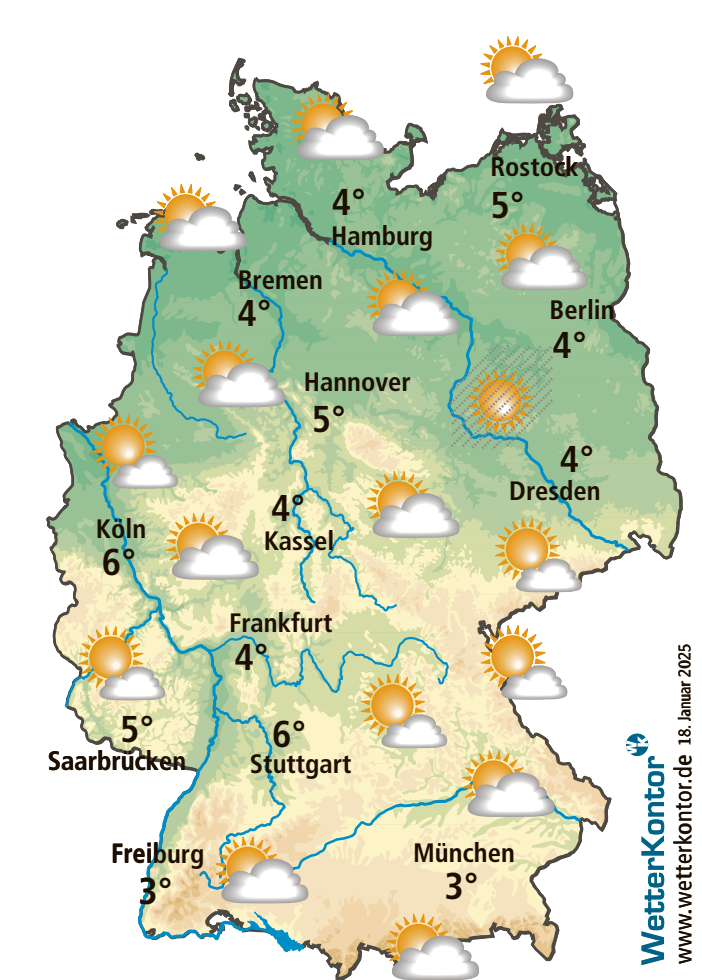 Rostock
5°
4°
Hamburg
Bremen
4°
Berlin
4°
Hannover
5°
4°
Dresden
4°
Kassel
Köln
6°
Frankfurt
4°
5°
Saarbrücken
6°
Stuttgart
Freiburg
3°
München
3°
WetterKontor
www.wetterkontor.de 18. Januar 2025